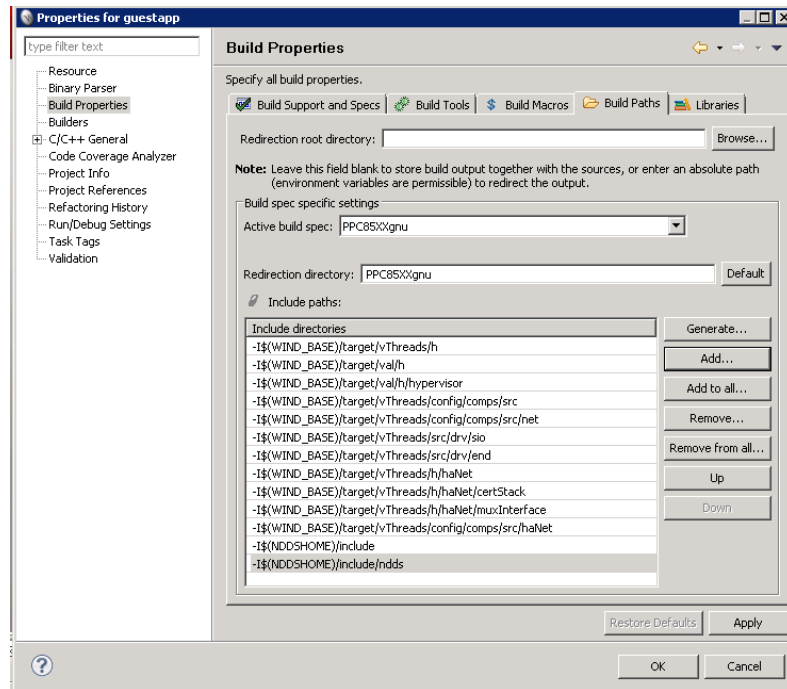 Properties for guestapp
type filter text
Resource
Binary Parser
Build Properties
Builders
C/C++ General
Code Coverage Analyzer
Project Info
Project References
Refactoring History
Run/Debug Settings
Task Tags
Validation
Build Properties
Specify all build properties.
Build Support and Specs
Build Tools
Build Macros
Build Paths
Libraries
Redirection root directory:
Browse...
Note: Leave this field blank to store build output together with the sources, or enter an absolute path
(environment variables are permissible) to redirect the output.
Build spec specific settings
Active build spec: PPC85XXgnu
Redirection directory: PPC85XXgnu
Default
Include paths:
Include directories
-I$(WIND_BASE)/target/vThreads/h
-I$(WIND_BASE)/target/val/h
-I$(WIND_BASE)/target/val/h/hypervisor
-I$(WIND_BASE)/target/vThreads/config/comps/src
-I$(WIND_BASE)/target/vThreads/config/comps/src/net
-I$(WIND_BASE)/target/vThreads/src/drv/sio
-I$(WIND_BASE)/target/vThreads/src/drv/end
-I$(WIND_BASE)/target/vThreads/h/haNet
-I$(WIND_BASE)/target/vThreads/h/haNet/certStack
-I$(WIND_BASE)/target/vThreads/h/haNet/muxInterface
-I$(WIND_BASE)/target/vThreads/config/comps/src/haNet
-I$(NDDSHOME)/include
-I$(NDDSHOME)/include/ndds
Generate...
Add...
Add to all...
Remove...
Remove from all...
Up
Down
Restore Defaults
Apply
OK
Cancel